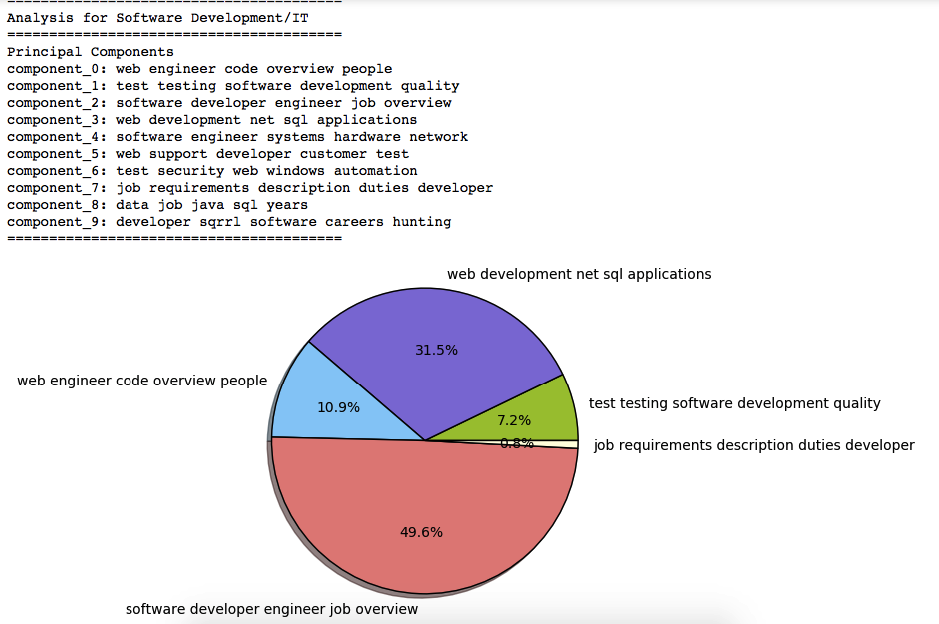 ========================================
Analysis for Software Development/IT
========================================
Principal Components
component_0: web engineer code overview people
component_1: test testing software development quality
component_2: software developer engineer job overview
component_3: web development net sql applications
component_4: software engineer systems hardware network
component_5: web support developer customer test
component_6: test security web windows automation
component_7: job requirements description duties developer
component_8: data job java sql years
component_9: developer sqrrl software careers hunting
========================================
web development net sql applications
31.5%
web engineer code overview people
10.9%
test testing software development quality
7.2%
0.8%
job requirements description duties developer
49.6%
software developer engineer job overview